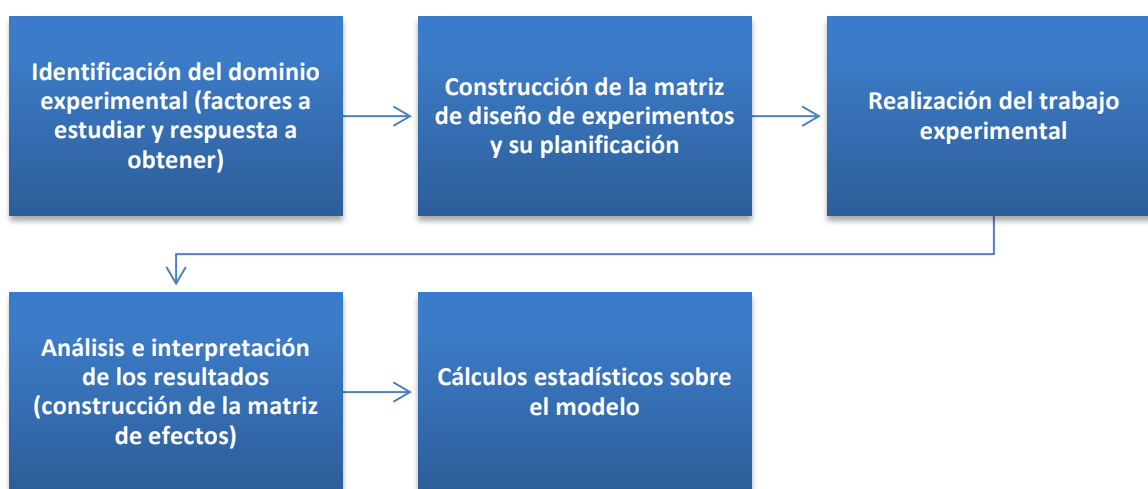 Identificación del dominio
experimental (factores a
estudiar y respuesta a
obtener)
Construcción de la matriz
de diseño de experimentos
y su planificación
Realización del trabajo
experimental
Análisis e interpretación
de los resultados
(construcción de la matriz
de efectos)
Cálculos estadísticos sobre
el modelo